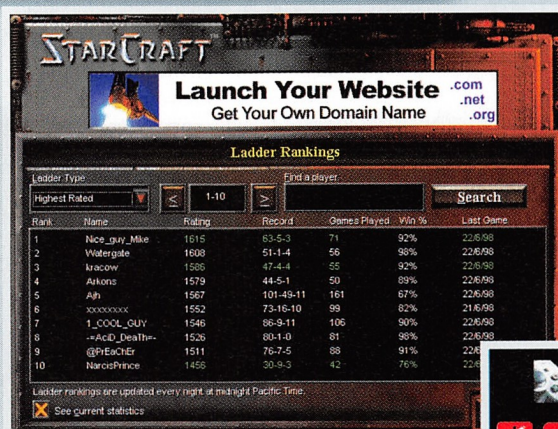 STARCRAFT
Launch Your Website .com
Get Your Own Domain Name .net
.org
Ladder Rankings
Ladder Type Find a player
Highest Rated < 1-10 > Search
Rank Name Rating Record Games Played Win % Last Game
1 Nice_guy_Mike 1615 63-5-3 71 92% 22/6/98
2 Watergate 1608 51-1-4 56 98% 22/6/98
3 kracow 1586 47-4-4 55 92% 22/6/98
4 Arkons 1579 44-5-1 50 89% 22/6/98
5 Ajh 1567 101-49-11 161 67% 22/6/98
6 xxxxxxxx 1552 73-16-10 99 82% 21/6/98
7 1_COOL_GUY 1546 86-9-11 106 90% 22/6/98
8 -=AciD_DeaTh=- 1526 80-1-0 81 98% 22/6/98
9 @PrEaChEr 1511 76-7-5 88 91% 22/6
10 NarcisPrince 1456 30-9-3 42 76% 22/6
Ladder rankings are updated every night at midnight Pacific Time.
See current statistics